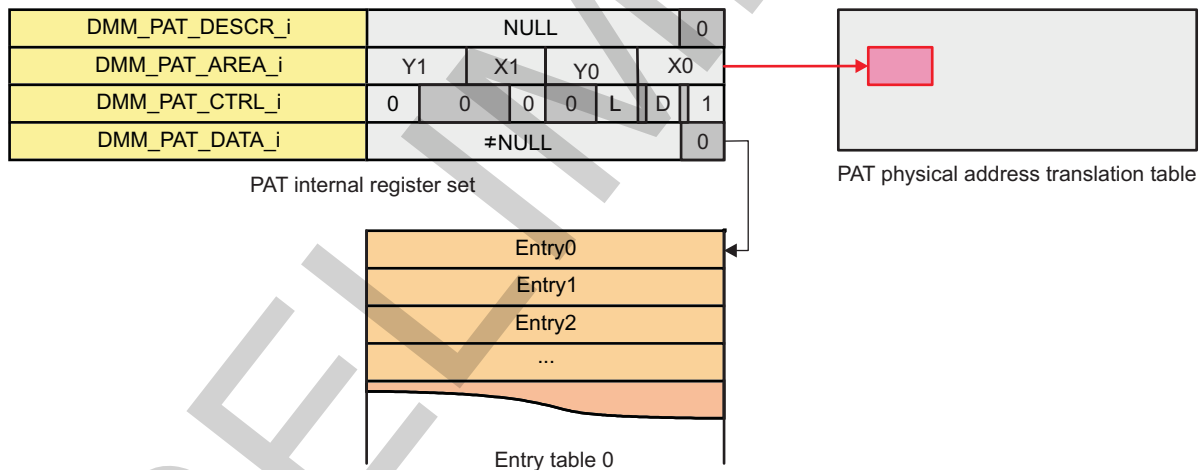 DMM_PAT_DESCR_i NULL 0
DMM_PAT_AREA_i Y1 X1 Y0 X0
DMM_PAT_CTRL_i 0 0 0 0 L D 1
DMM_PAT_DATA_i ≠NULL 0
PAT internal register set
PAT physical address translation table
Entry0
Entry1
Entry2
...
Entry table 0